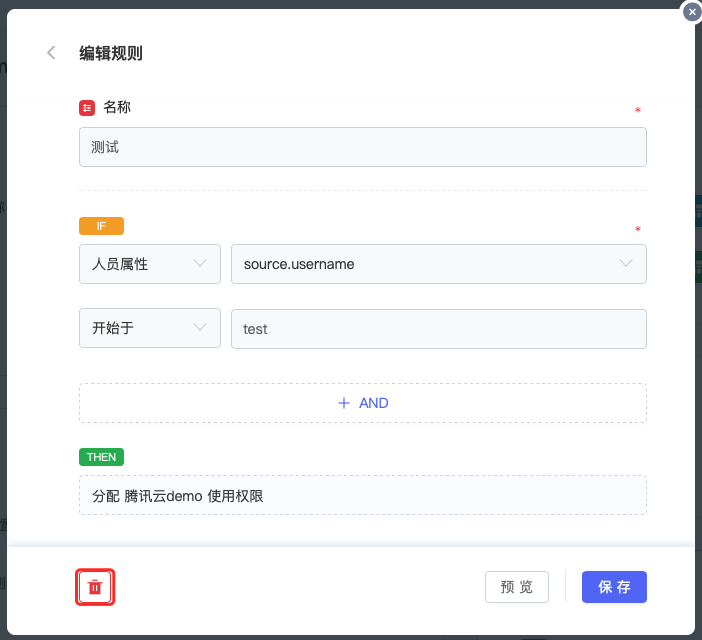 编辑规则
名称 *
测试
IF *
人员属性 source.username
开始于 test
+ AND
THEN
分配 腾讯云demo 使用权限
预 览 保 存